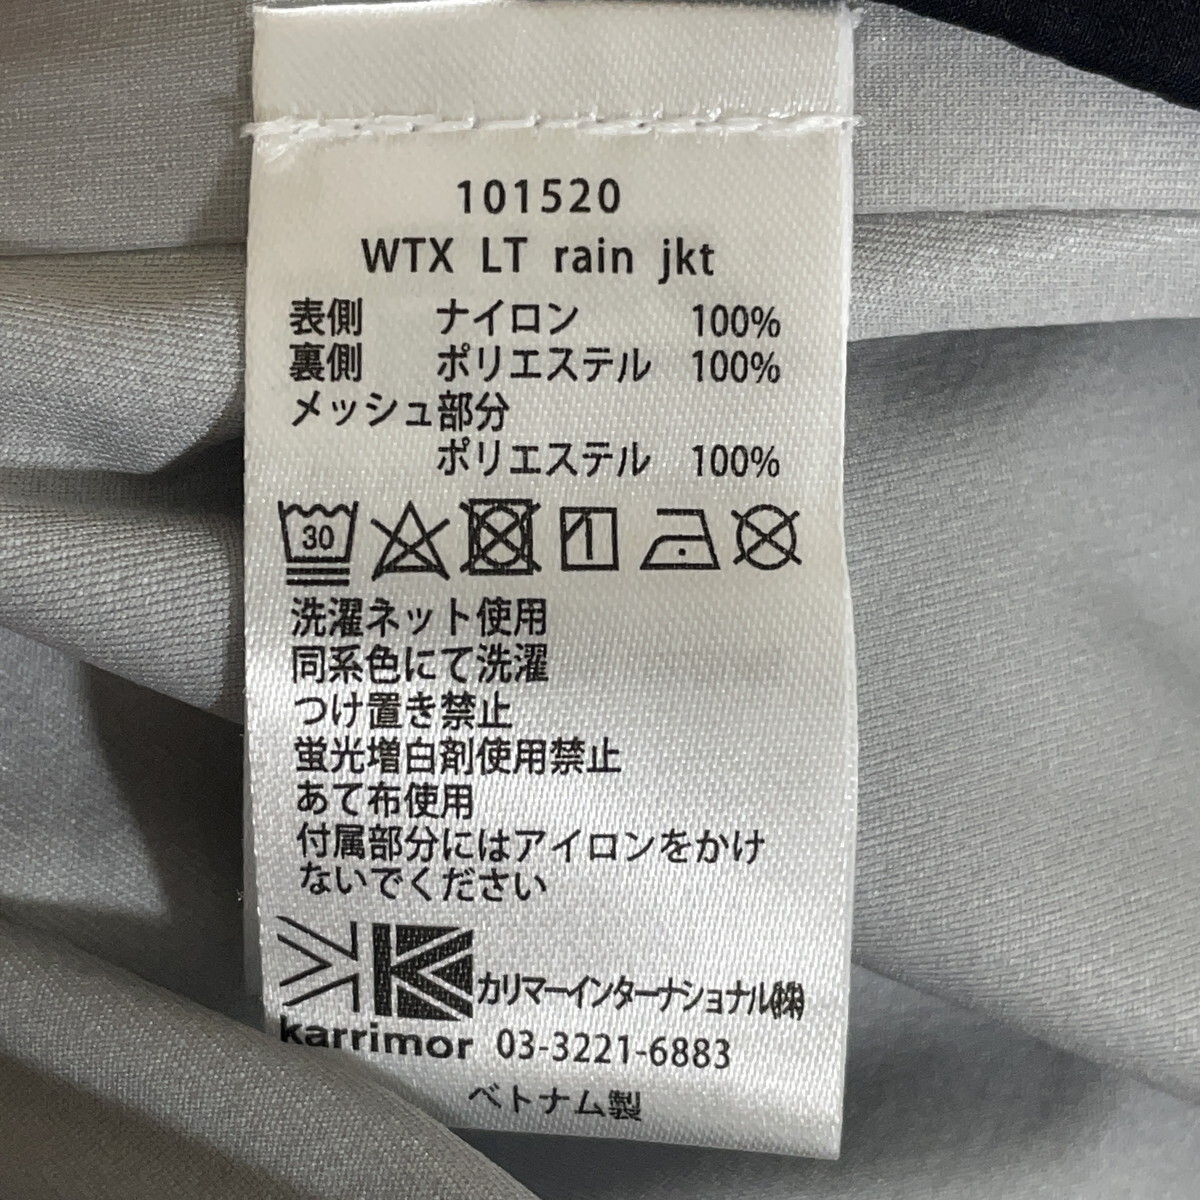 101520
WTX LT rain jkt
表側 ナイロン 100%
裏側 ポリエステル 100%
メッシュ部分
ポリエステル 100%
30
洗濯ネット使用
同系色にて洗濯
つけ置き禁止
蛍光増白剤使用禁止
あて布使用
付属部分にはアイロンをかけ
ないでください
カリマーインターナショナル(株)
karrimor 03-3221-6883
ベトナム製